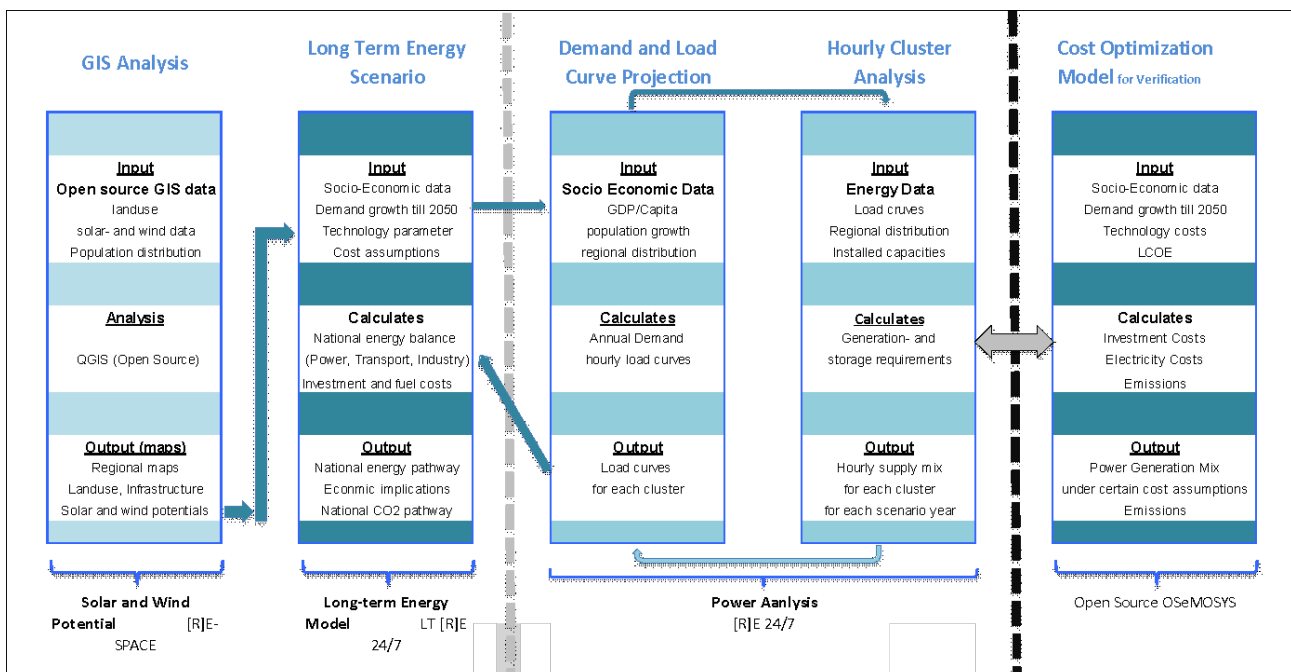 GIS Analysis
Input
Open source GIS data
landuse
solar- and wind data
Population distribution
Analysis
QGIS (Open Source)
Output (maps)
Regional maps
Landuse, Infrastructure
Solar and wind potentials
Solar and Wind
Potential [R]E-
SPACE
Long Term Energy
Scenario
Input
Socio-Economic data
Demand growth till 2050
Technology parameter
Cost assumptions
Calculates
National energy balance
(Power, Transport, Industry)
Investment and fuel costs
Output
National energy pathway
Econmic implications
National CO2 pathway
Long-term Energy
Model LT [R]E
24/7
Demand and Load
Curve Projection
Input
Socio Economic Data
GDP/Capita
population growth
regional distribution
Calculates
Annual Demand
hourly load curves
Output
Load curves
for each cluster
Hourly Cluster
Analysis
Input
Energy Data
Load cruves
Regional distribution
Installed capacities
Calculates
Generation- and
storage requirements
Output
Hourly supply mix
for each cluster
for each scenario year
Power Aanlysis
[R]E 24/7
Cost Optimization
Model for Verification
Input
Socio-Economic data
Demand growth till 2050
Technology costs
LCOE
Calculates
Investment Costs
Electricity Costs
Emissions
Output
Power Generation Mix
under certain cost assumptions
Emissions
Open Source OSeMOSYS